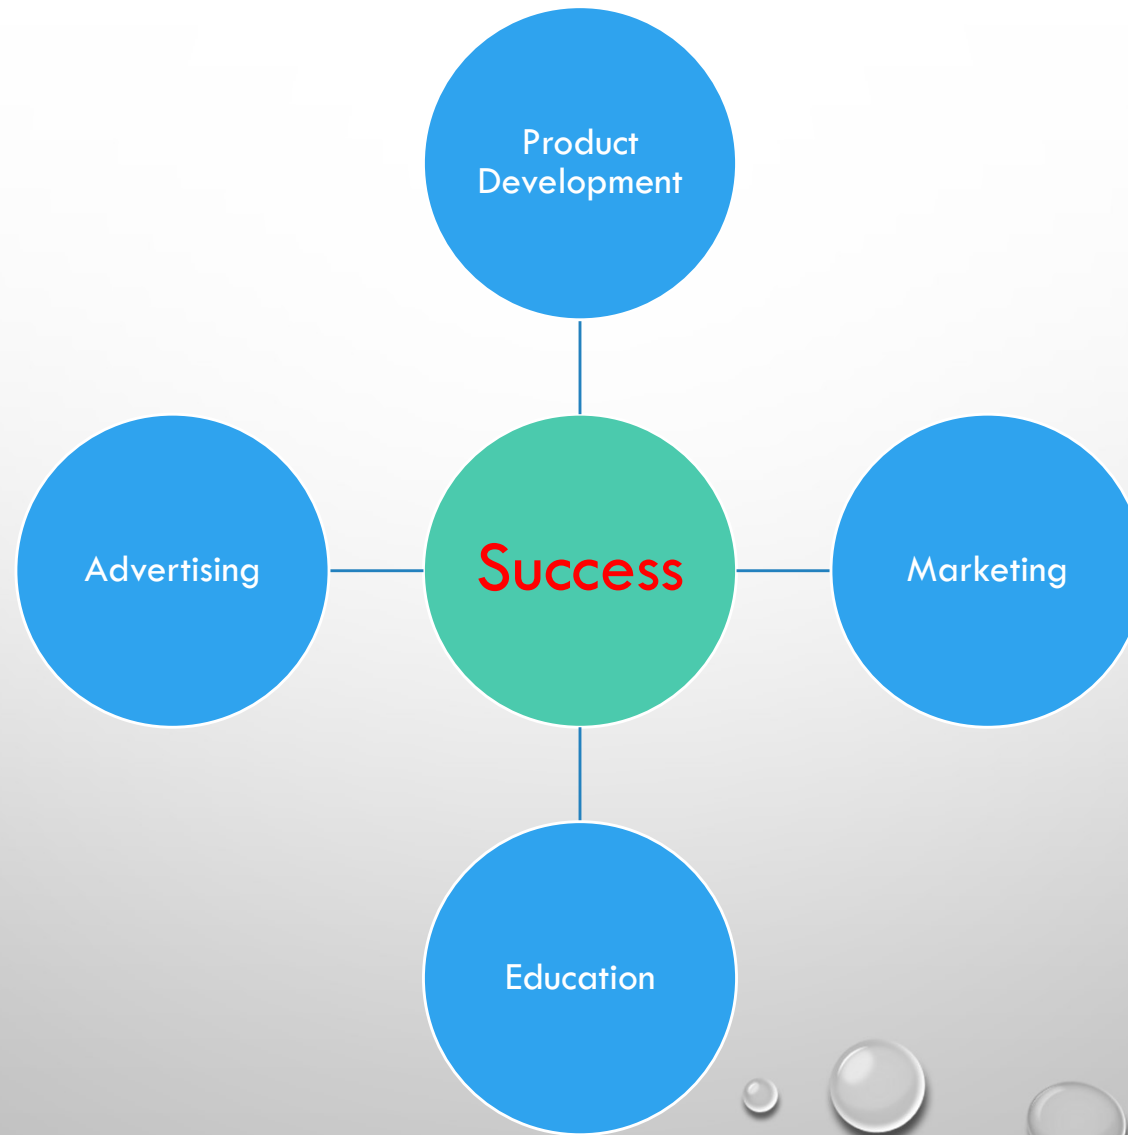 Product
Development
Advertising
Success
Marketing
Education